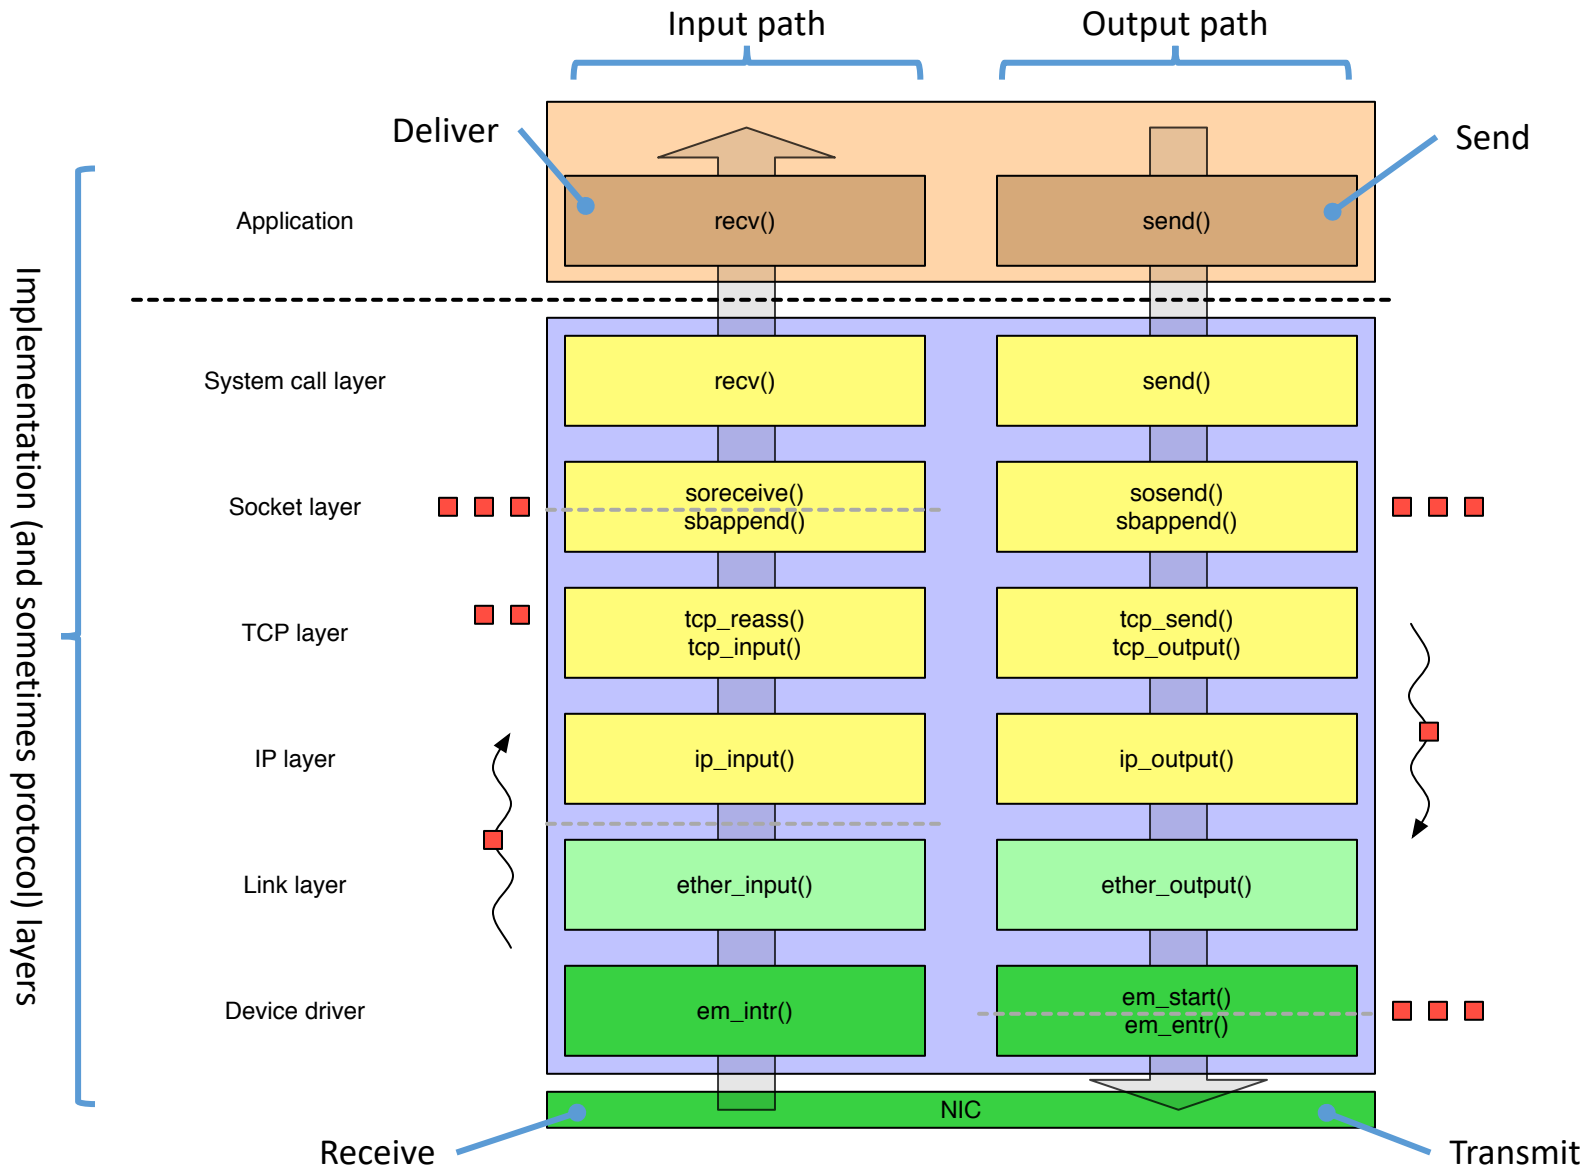 Input path
Output path
Deliver
Send
Implementation (and sometimes protocol) layers
Application
recv()
send()
System call layer
recv()
send()
Socket layer
soreceive()
sbappend()
sosend()
sbappend()
TCP layer
tcp_reass()
tcp_input()
tcp_send()
tcp_output()
IP layer
ip_input()
ip_output()
Link layer
ether_input()
ether_output()
Device driver
em_intr()
em_start()
em_entr()
NIC
Receive
Transmit